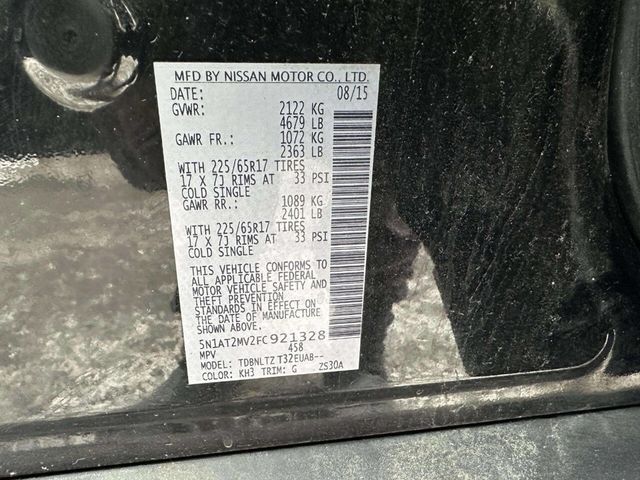 MFD BY NISSAN MOTOR CO., LTD.
DATE: 08/15
GVWR: 2122 KG
4679 LB
GAWR FR.: 1072 KG
2363 LB
WITH 225/65R17 TIRES
17 X 7J RIMS AT 33 PSI
COLD SINGLE
GAWR RR.: 1089 KG
2401 LB
WITH 225/65R17 TIRES
17 X 7J RIMS AT 33 PSI
COLD SINGLE
THIS VEHICLE CONFORMS TO
ALL APPLICABLE FEDERAL
MOTOR VEHICLE SAFETY AND
THEFT PREVENTION
STANDARDS IN EFFECT ON
THE DATE OF MANUFACTURE
SHOWN ABOVE.
5N1AT2MV2FC921328
MPV 458
MODEL: TDBNLTZ T32EUAB--
COLOR: KH3 TRIM: G ZS30A